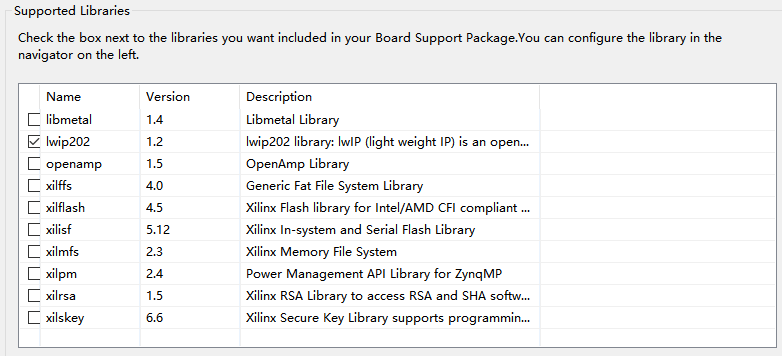 Supported Libraries
Check the box next to the libraries you want included in your Board Support Package.You can configure the library in the
navigator on the left.
Name Version Description
libmetal 1.4 Libmetal Library
lwip202 1.2 lwip202 library: lwIP (light weight IP) is an open...
openamp 1.5 OpenAmp Library
xilffs 4.0 Generic Fat File System Library
xilflash 4.5 Xilinx Flash library for Intel/AMD CFI compliant ...
xilisf 5.12 Xilinx In-system and Serial Flash Library
xilmfs 2.3 Xilinx Memory File System
xilpm 2.4 Power Management API Library for ZynqMP
xilrsa 1.5 Xilinx RSA Library to access RSA and SHA softw...
xilskey 6.6 Xilinx Secure Key Library supports programmin...